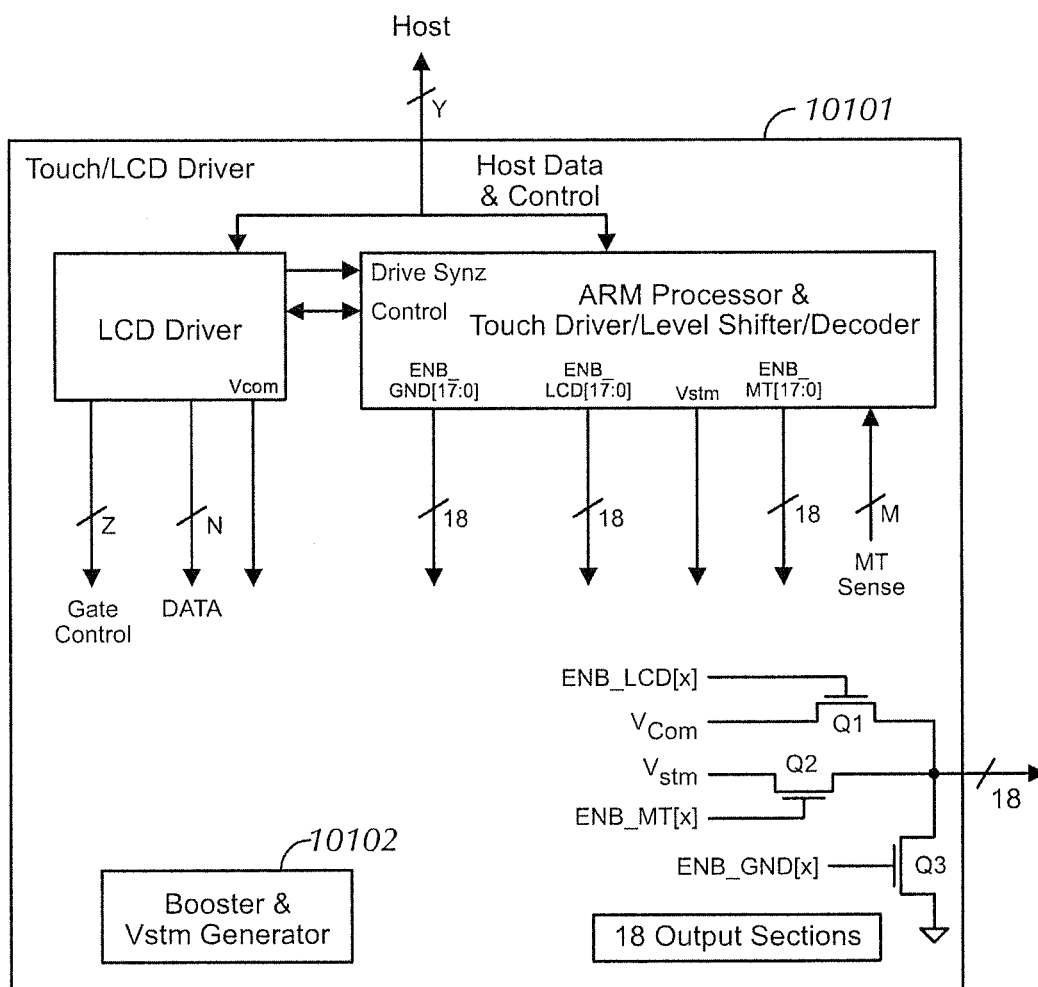 Host
Y
10101
Touch/LCD Driver
Host Data
& Control
LCD Driver
Vcom
Drive Synz
Control
ARM Processor &
Touch Driver/Level Shifter/Decoder
ENB_
GND[17:0]
ENB_
LCD[17:0]
Vstm
ENB_
MT[17:0]
Z
N
18
18
18
M
Gate
Control
DATA
MT
Sense
ENB_LCD[x]
VCom
Q1
Vstm
Q2
18
ENB_MT[x]
ENB_GND[x]
Q3
10102
Booster &
Vstm Generator
18 Output Sections